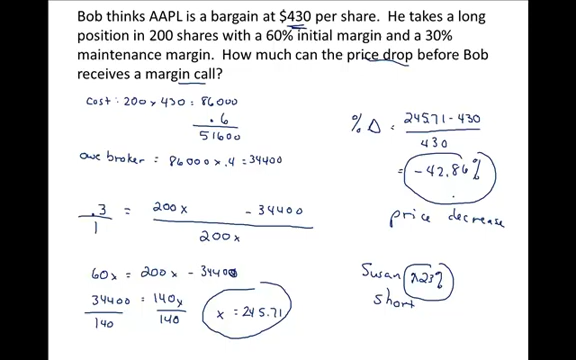 Bob thinks AAPL is a bargain at $430 per share. He takes a long
position in 200 shares with a 60% initial margin and a 30%
maintenance margin. How much can the price drop before Bob
receives a margin call?
Cost: 200 x 430 = 86000
.6
51600
owe broker = 86000 x .4 = 34400
.3 = 200x - 34400
1 200x
60x = 200x - 34400
34400 = 140x
140 140
x = 245.71
% Δ = 245.71 - 430
430
= -42.86%
price decrease
Susan 23%
short